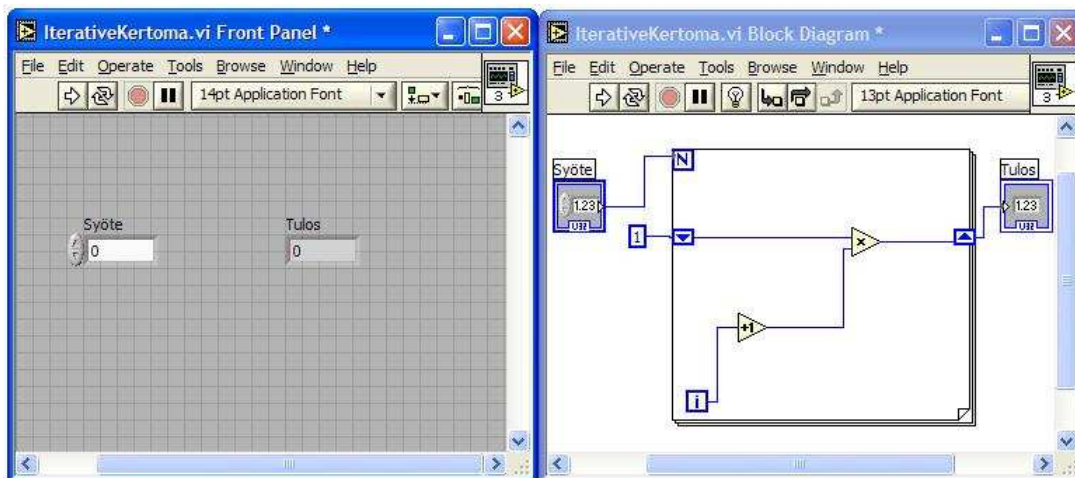 IterativeKertoma.vi Front Panel *
File Edit Operate Tools Browse Window Help
14pt Application Font
3
Syöte
0
Tulos
0
IterativeKertoma.vi Block Diagram *
File Edit Operate Tools Browse Window Help
13pt Application Font
3
N
Syöte
1.23
U32
1
×
+1
i
Tulos
1.23
U32